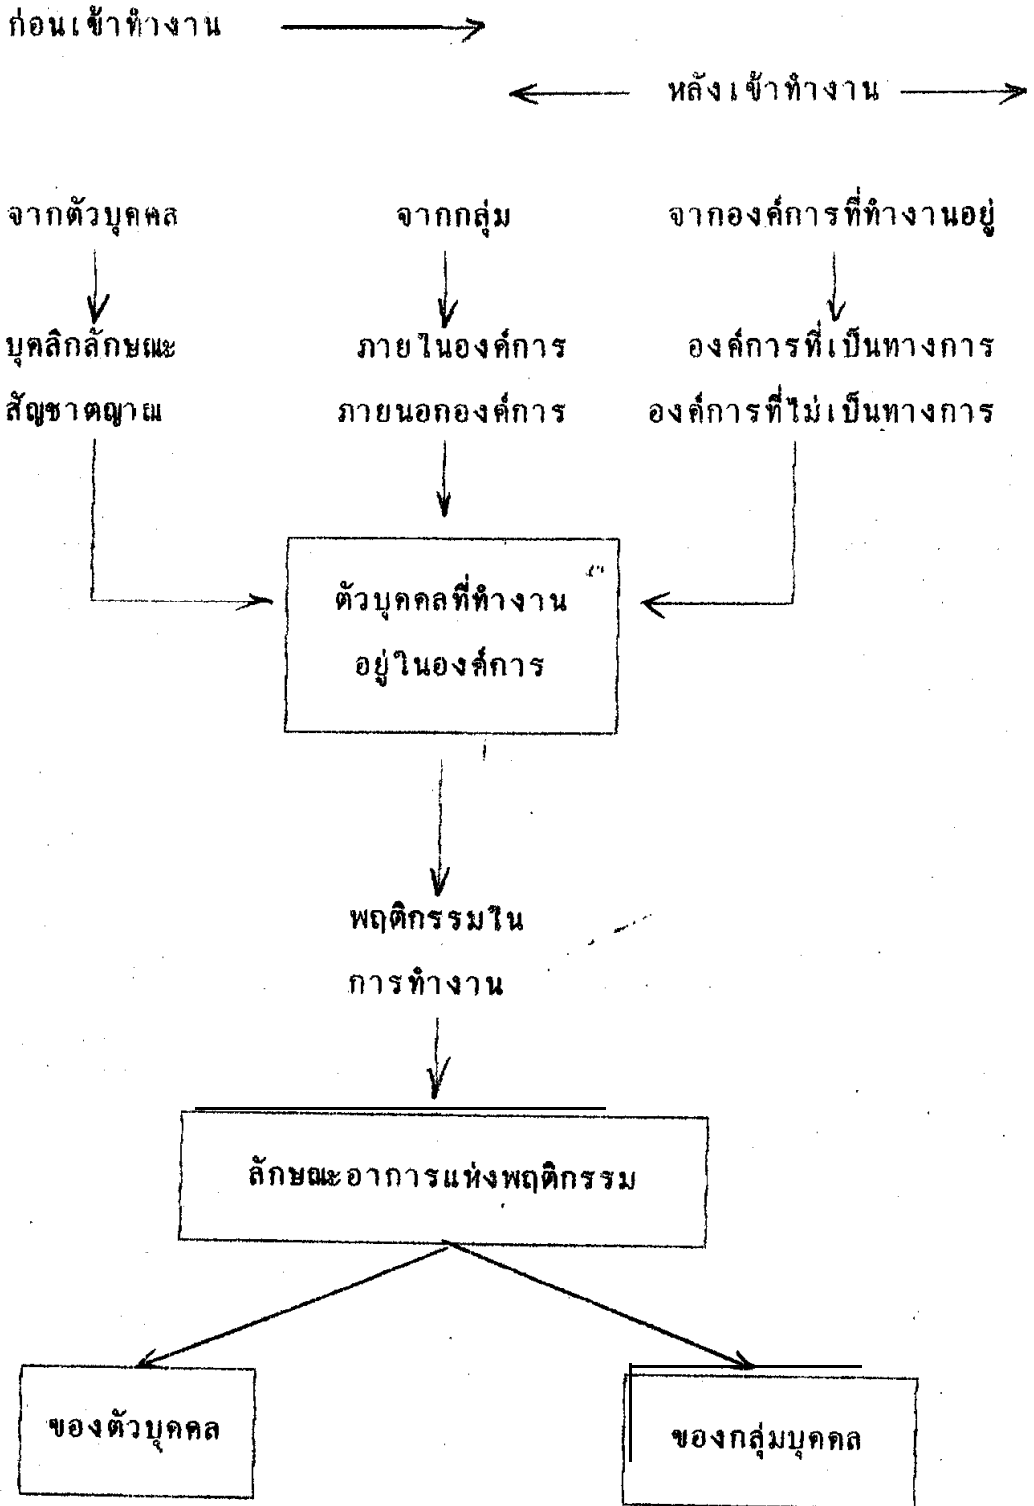 ก่อนเข้าทำงาน
หลังเข้าทำงาน
จากตัวบุคคล จากกลุ่ม จากองค์การที่ทำงานอยู่
บุคลิกลักษณะ ภายในองค์การ องค์การที่เป็นทางการ
สัญชาตญาณ ภายนอกองค์การ องค์การที่ไม่เป็นทางการ
ตัวบุคคลที่ทำงาน
อยู่ในองค์การ
พฤติกรรมใน
การทำงาน
ลักษณะอาการแห่งพฤติกรรม
ของตัวบุคคล ของกลุ่มบุคคล